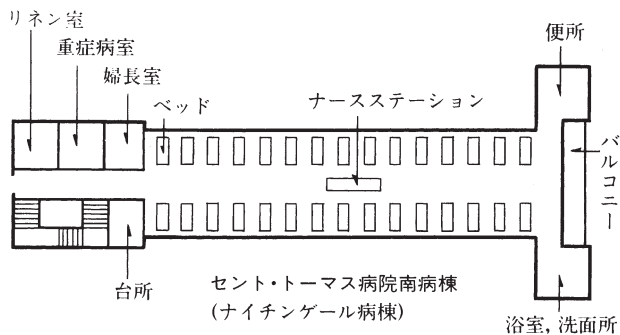 リネン室
重症病室
婦長室
ベッド
ナースステーション
便所
バルコニー
台所
セント・トーマス病院南病棟
(ナイチンゲール病棟)
浴室, 洗面所